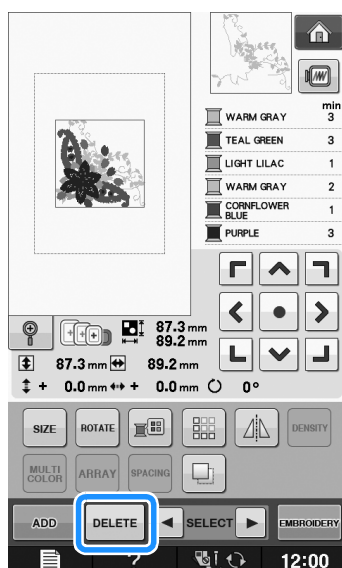 min
WARM GRAY 3
TEAL GREEN 3
LIGHT LILAC 1
WARM GRAY 2
CORNFLOWER
BLUE 1
PURPLE 3
87.3 mm
89.2 mm
87.3 mm 89.2 mm
+ 0.0 mm + 0.0 mm 0°
SIZE ROTATE DENSITY
MULTI
COLOR ARRAY SPACING
ADD DELETE SELECT EMBROIDERY
? 12:00